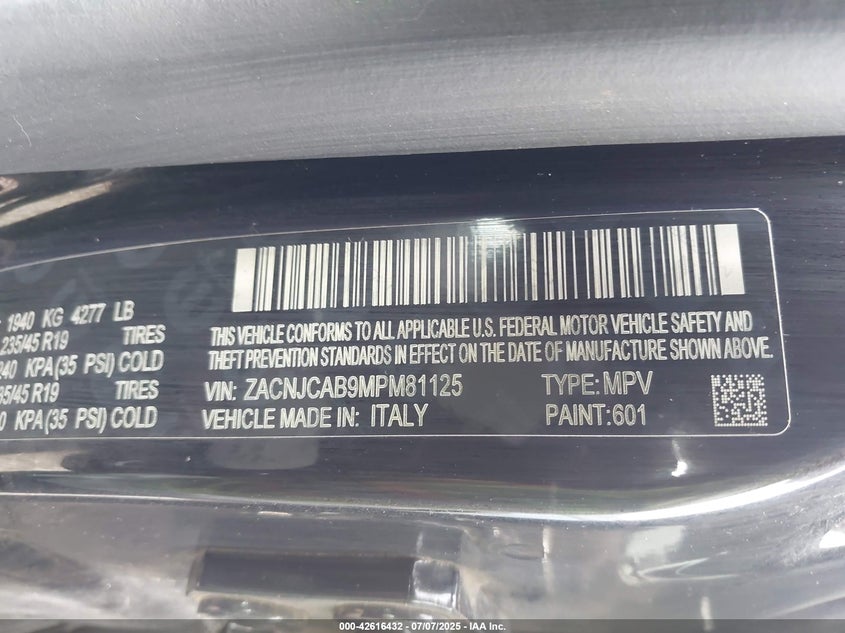 1940 KG 4277 LB
235/45 R19 TIRES
KPA(35 PSI) COLD
/45 R19 TIRES
KPA(35 PSI) COLD
THIS VEHICLE CONFORMS TO ALL APPLICABLE U.S. FEDERAL MOTOR VEHICLE SAFETY AND
THEFT PREVENTION STANDARDS IN EFFECT ON THE DATE OF MANUFACTURE SHOWN ABOVE.
VIN: ZACNJCAB9MPM81125 TYPE:MPV
VEHICLE MADE IN: ITALY PAINT:601
000-42616432 - 07/07/2025 - IAA Inc.